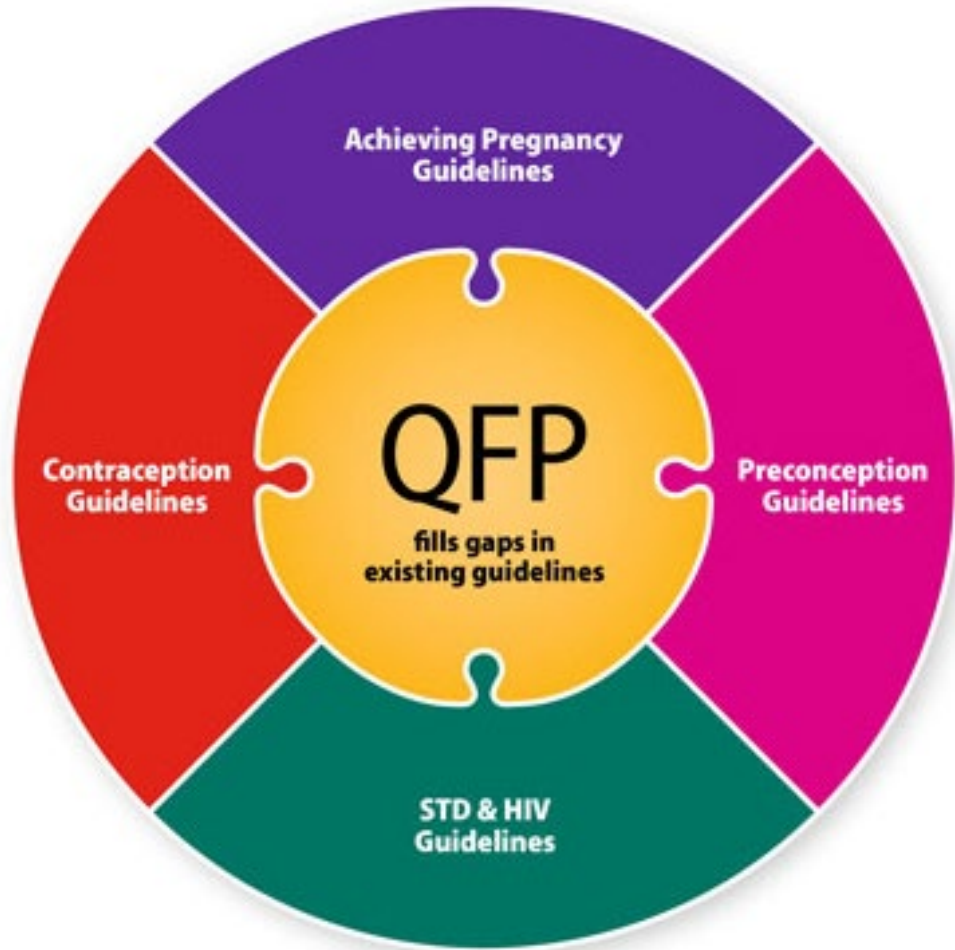 Achieving Pregnancy
Guidelines
Contraception
Guidelines
QFP
fills gaps in
existing guidelines
Preconception
Guidelines
STD & HIV
Guidelines